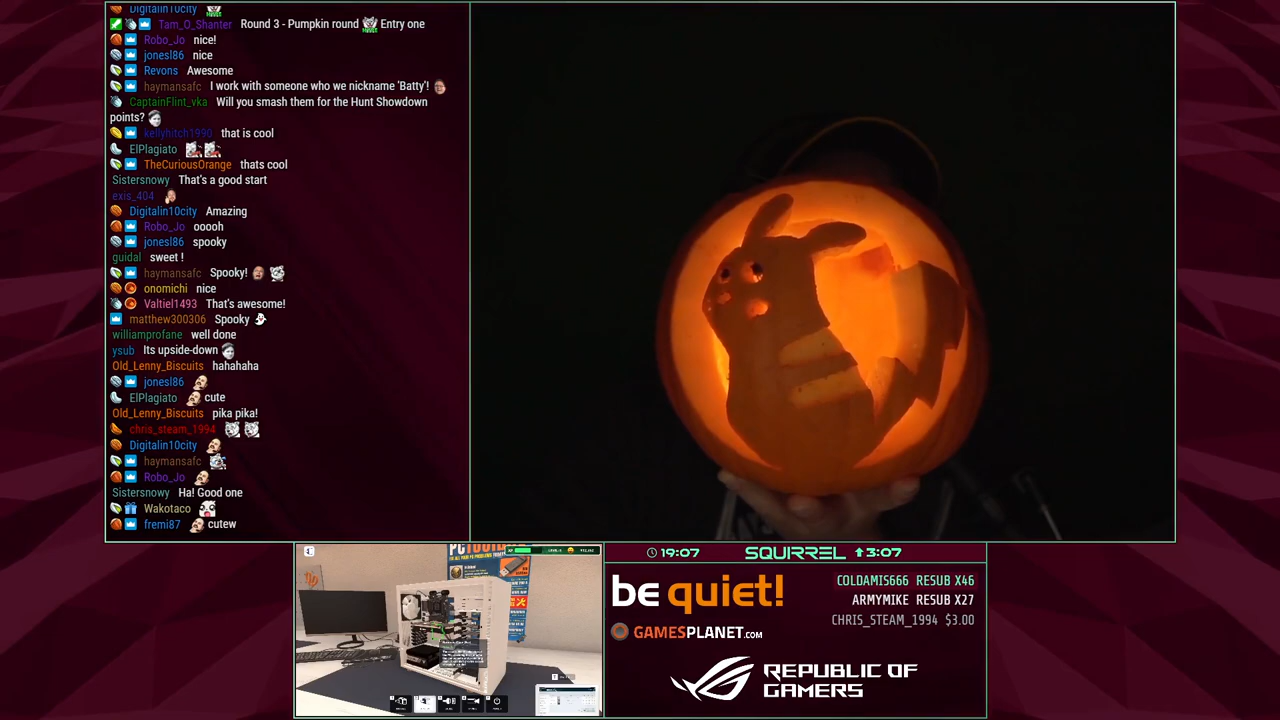 Digitalin10city
Tam_O_Shanter Round 3 - Pumpkin round Entry one
Robo_Jo nice!
jonesl86 nice
Revons Awesome
haymansafc I work with someone who we nickname 'Batty'!
CaptainFlint_vka Will you smash them for the Hunt Showdown
points?
kellyhitch1990 that is cool
ElPlagiato
TheCuriousOrange thats cool
Sistersnowy That's a good start
exis_404
Digitalin10city Amazing
Robo_Jo ooooh
jonesl86 spooky
guidal sweet !
haymansafc Spooky!
onomichi nice
Valtiel1493 That's awesome!
matthew300306 Spooky
williamprofane well done
ysub Its upside-down
Old_Lenny_Biscuits hahahaha
jonesl86
ElPlagiato cute
Old_Lenny_Biscuits pika pika!
chris_steam_1994
Digitalin10city
haymansafc
Robo_Jo
Sistersnowy Ha! Good one
Wakotaco
fremi87 cutew
19:07 SQUIRREL 3:07
be quiet!
GAMESPLANET.COM
COLDAMIS666 RESUB X46
ARMYMIKE RESUB X27
CHRIS_STEAM_1994 $3.00
REPUBLIC OF
GAMERS